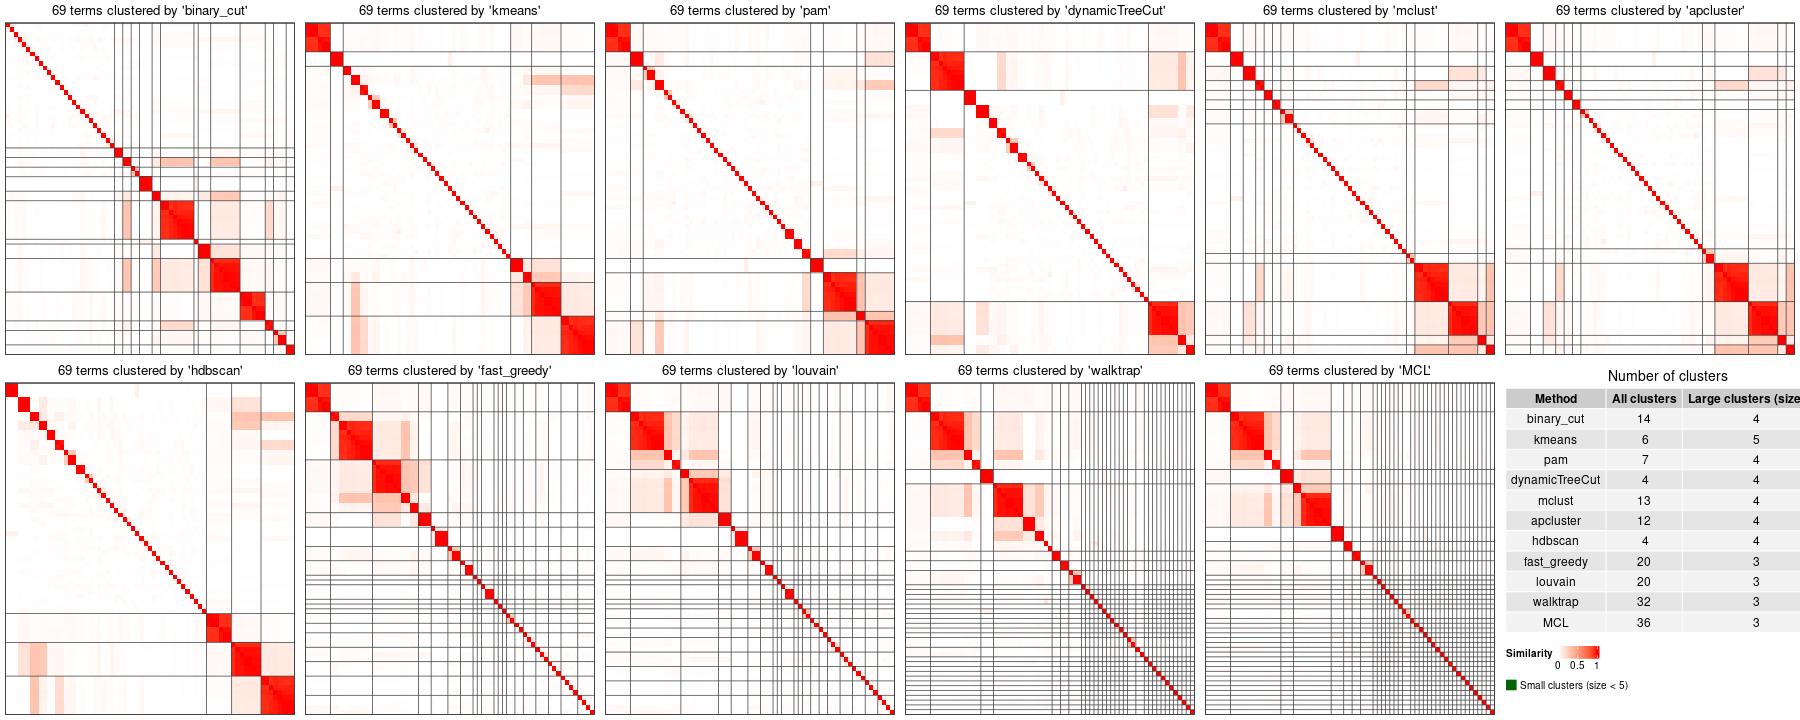 69 terms clustered by 'binary_cut'
69 terms clustered by 'kmeans'
69 terms clustered by 'pam'
69 terms clustered by 'dynamicTreeCut'
69 terms clustered by 'mclust'
69 terms clustered by 'apcluster'
69 terms clustered by 'hdbscan'
69 terms clustered by 'fast_greedy'
69 terms clustered by 'louvain'
69 terms clustered by 'walktrap'
69 terms clustered by 'MCL'
Number of clusters
Method All clusters Large clusters (size
binary_cut 14 4
kmeans 6 5
pam 7 4
dynamicTreeCut 4 4
mclust 13 4
apcluster 12 4
hdbscan 4 4
fast_greedy 20 3
louvain 20 3
walktrap 32 3
MCL 36 3
Similarity
0 0.5 1
Small clusters (size < 5)